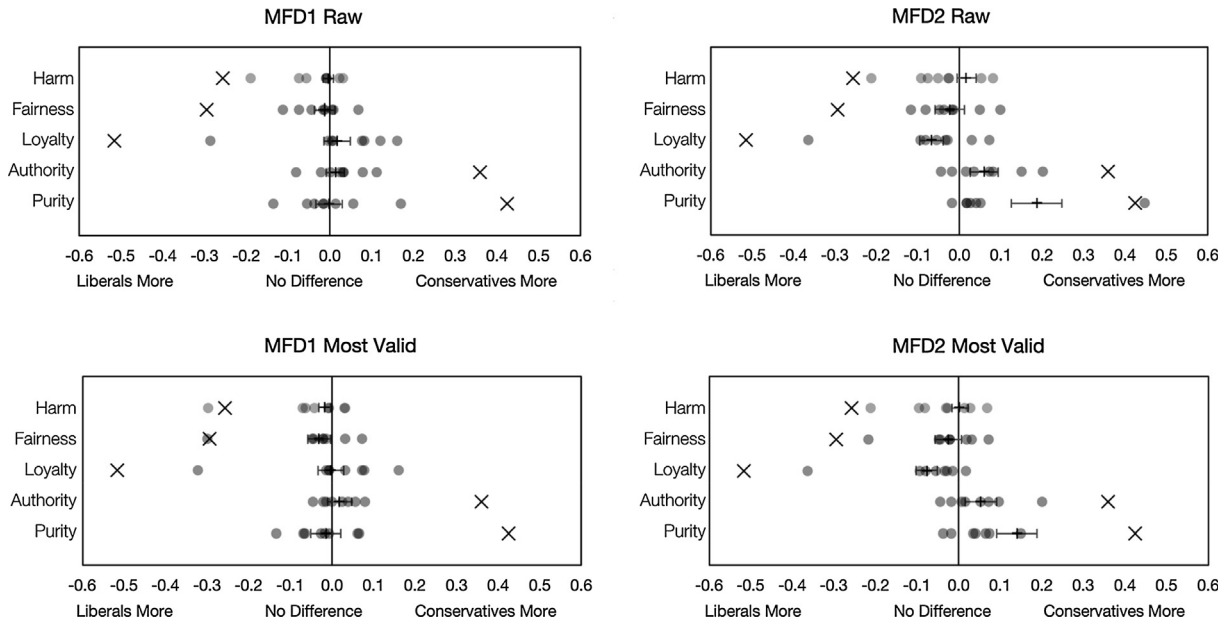 MFD1 Raw
Harm
Fairness
Loyalty
Authority
Purity
-0.6 -0.5 -0.4 -0.3 -0.2 -0.1 0.0 0.1 0.2 0.3 0.4 0.5 0.6
Liberals More No Difference Conservatives More
MFD2 Raw
Harm
Fairness
Loyalty
Authority
Purity
-0.6 -0.5 -0.4 -0.3 -0.2 -0.1 0.0 0.1 0.2 0.3 0.4 0.5 0.6
Liberals More No Difference Conservatives More
MFD1 Most Valid
Harm
Fairness
Loyalty
Authority
Purity
-0.6 -0.5 -0.4 -0.3 -0.2 -0.1 0.0 0.1 0.2 0.3 0.4 0.5 0.6
Liberals More No Difference Conservatives More
MFD2 Most Valid
Harm
Fairness
Loyalty
Authority
Purity
-0.6 -0.5 -0.4 -0.3 -0.2 -0.1 0.0 0.1 0.2 0.3 0.4 0.5 0.6
Liberals More No Difference Conservatives More